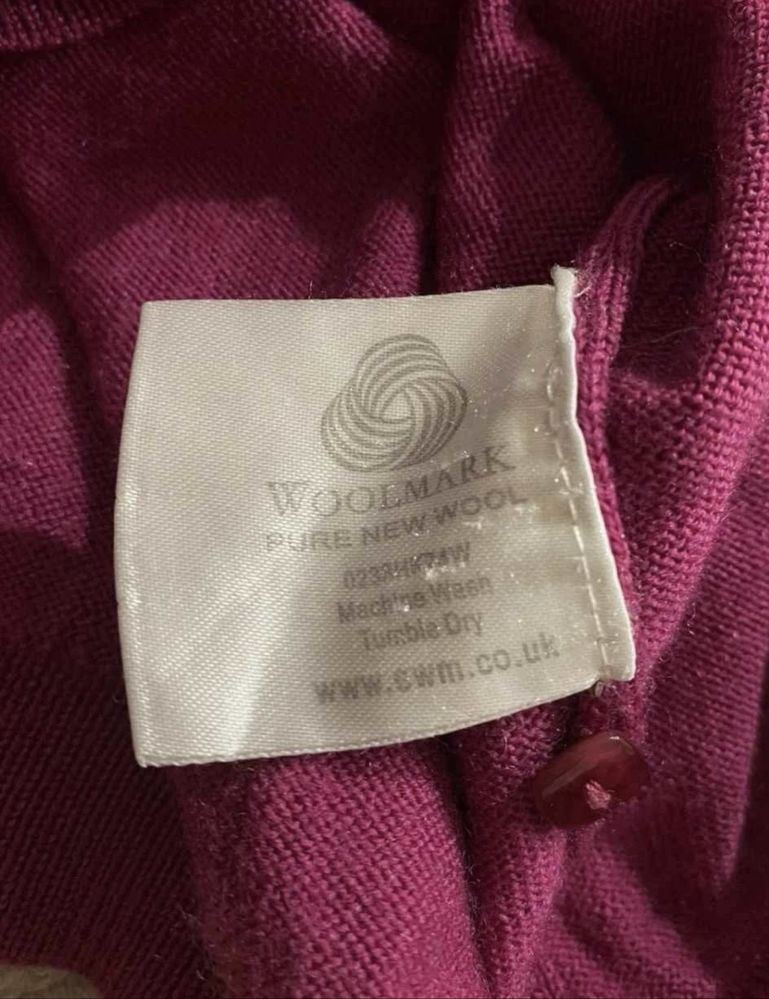 WOOLMARK
PURE NEW WOOL
Machine Wash
Tumble Dry
www.ewm.co.uk